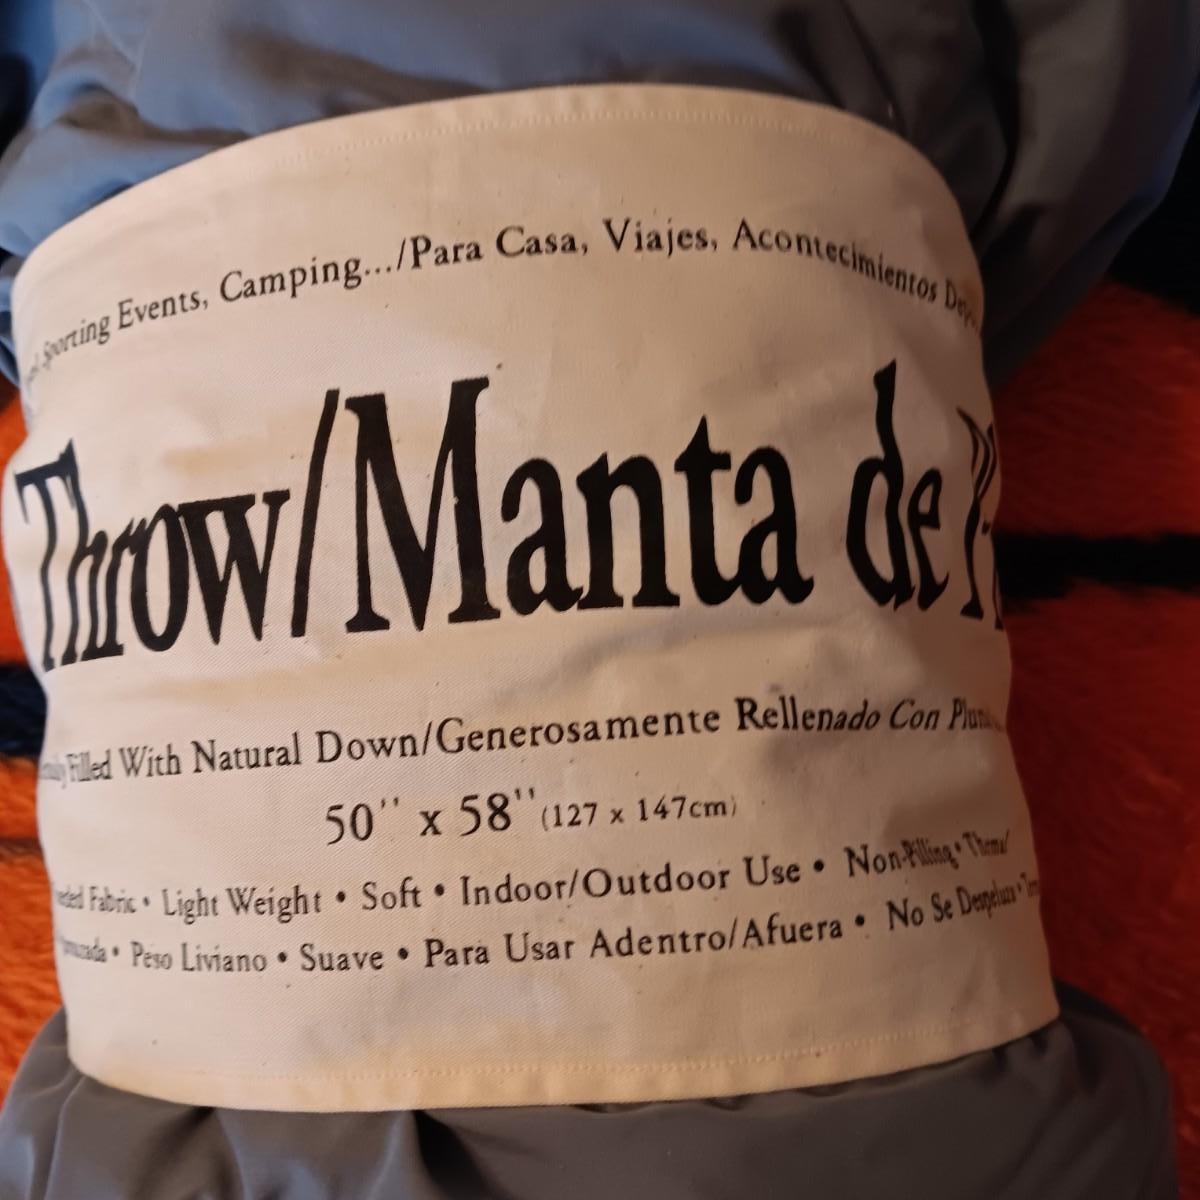 Sporting Events, Camping.../Para Casa, Viajes, Acontecimientos
Throw/Manta de
Filled With Natural Down/Generosamente Rellenado Con
50" x 58" (127 x 147cm)
Fabric • Light Weight • Soft • Indoor/Outdoor Use • Non-Pilling •
• Peso Liviano • Suave • Para Usar Adentro/Afuera • No Se Despeluza •